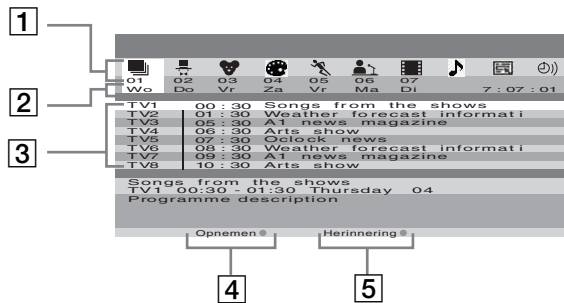 1
01 02 03 04 05 06 07
2
Wo Do Vr Za Vr Ma Di 7 : 07 : 01
TV1 00 : 30 Songs from the shows
TV2 01 : 30 Weather forecast informati
3
TV3 05 : 30 A1 news magazine
TV4 06 : 30 Arts show
TV5 07 : 30 Oclock news
TV6 08 : 30 Weather forecast informati
TV7 09 : 30 A1 news magazine
TV8 10 : 30 Arts show
Songs from the shows
TV1 00:30 - 01:30 Thursday 04
Programme description
Opnemen Herinnering
4 5